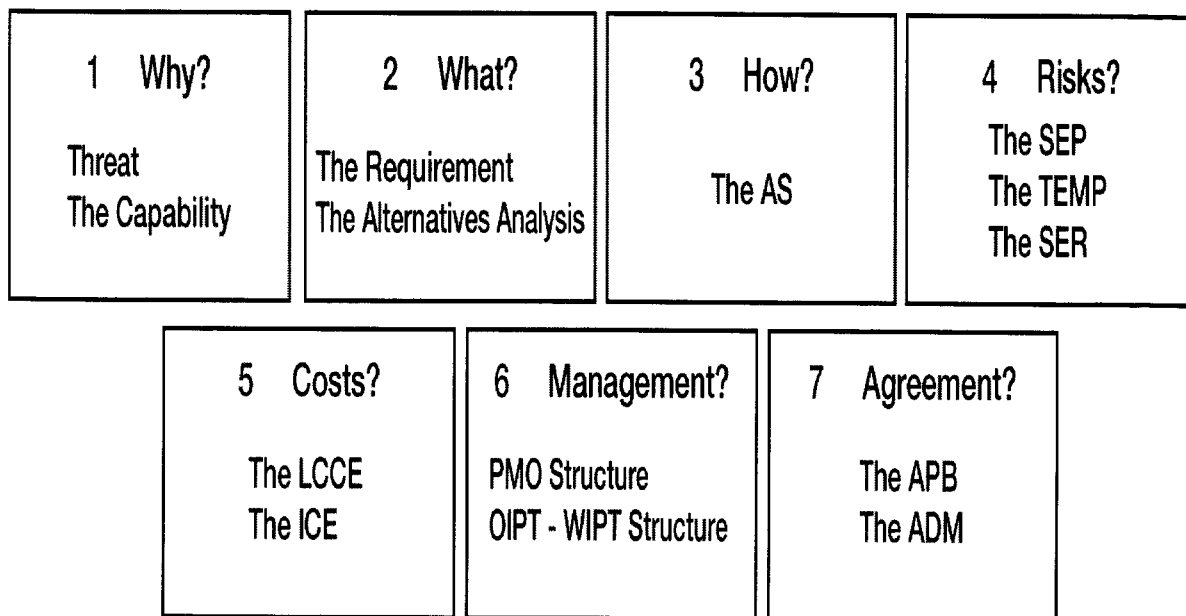 1 Why?
Threat
The Capability
2 What?
The Requirement
The Alternatives Analysis
3 How?
The AS
4 Risks?
The SEP
The TEMP
The SER
5 Costs?
The LCCE
The ICE
6 Management?
PMO Structure
OIPT - WIPT Structure
7 Agreement?
The APB
The ADM